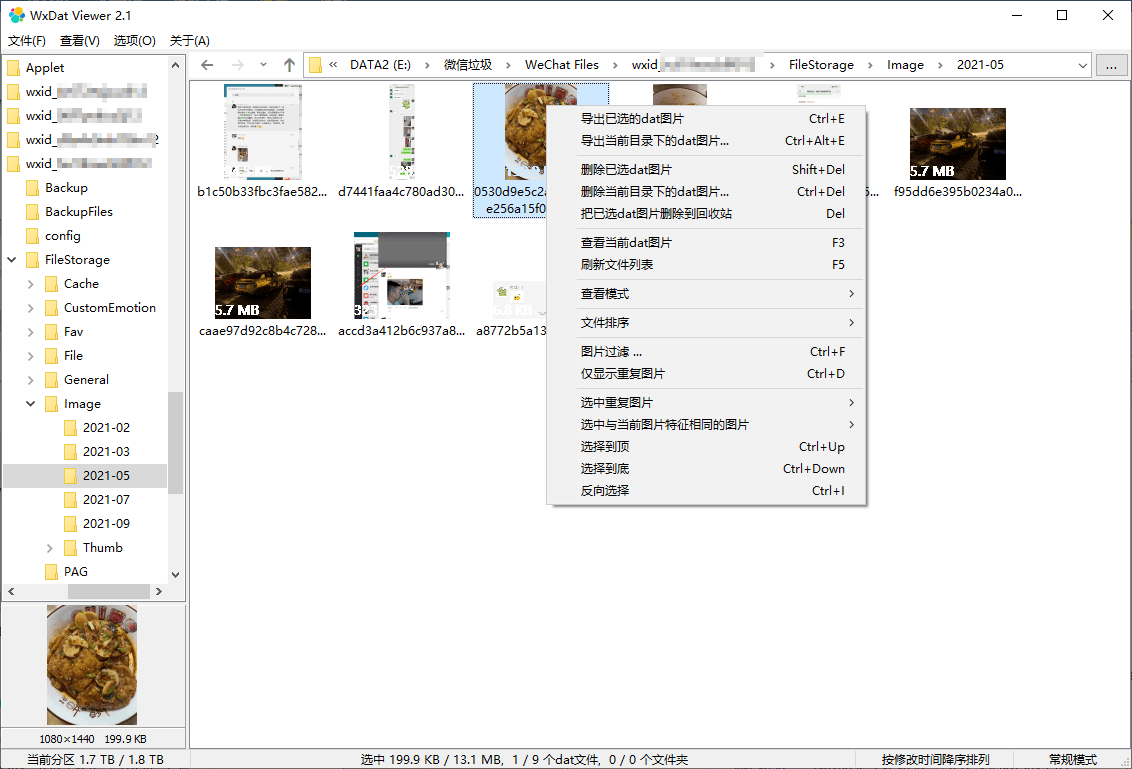 WxDat Viewer 2.1
文件(F) 查看(V) 选项(O) 关于(A)
« DATA2 (E:) › 微信垃圾 › WeChat Files › wxid_ › FileStorage › Image › 2021-05
...
Applet
wxid_
wxid_
wxid_
wxid_
Backup
BackupFiles
config
FileStorage
Cache
CustomEmotion
Fav
File
General
Image
2021-02
2021-03
2021-05
2021-07
2021-09
Thumb
PAG
1080×1440 199.9 KB
b1c50b33fbc3fae582...
d7441faa4c780ad30...
0530d9e5c2
e256a15f0
5.7 MB
f95dd6e395b0234a0...
5.7 MB
caae97d92c8b4c728...
accd3a412b6c937a8...
a8772b5a13
导出已选的dat图片 Ctrl+E
导出当前目录下的dat图片... Ctrl+Alt+E
删除已选dat图片 Shift+Del
删除当前目录下的dat图片... Ctrl+Del
把已选dat图片删除到回收站 Del
查看当前dat图片 F3
刷新文件列表 F5
查看模式
文件排序
图片过滤 ... Ctrl+F
仅显示重复图片 Ctrl+D
选中重复图片
选中与当前图片特征相同的图片
选择到顶 Ctrl+Up
选择到底 Ctrl+Down
反向选择 Ctrl+I
当前分区 1.7 TB / 1.8 TB
选中 199.9 KB / 13.1 MB, 1 / 9 个dat文件, 0 / 0 个文件夹
按修改时间降序排列
常规模式